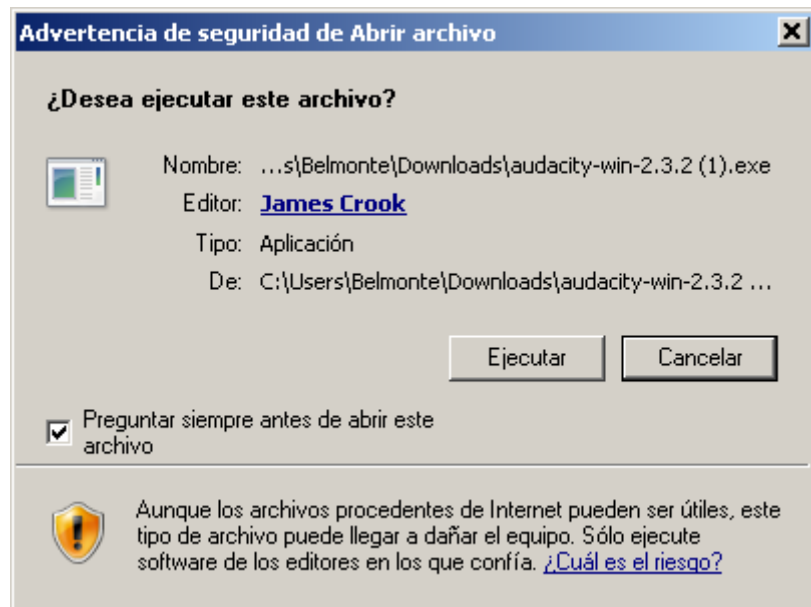 Advertencia de seguridad de Abrir archivo
¿Desea ejecutar este archivo?
Nombre: ...s\Belmonte\Downloads\audacity-win-2.3.2 (1).exe
Editor: James Crook
Tipo: Aplicación
De: C:\Users\Belmonte\Downloads\audacity-win-2.3.2 ...
Ejecutar Cancelar
Preguntar siempre antes de abrir este
archivo
Aunque los archivos procedentes de Internet pueden ser útiles, este
tipo de archivo puede llegar a dañar el equipo. Sólo ejecute
software de los editores en los que confía. ¿Cuál es el riesgo?